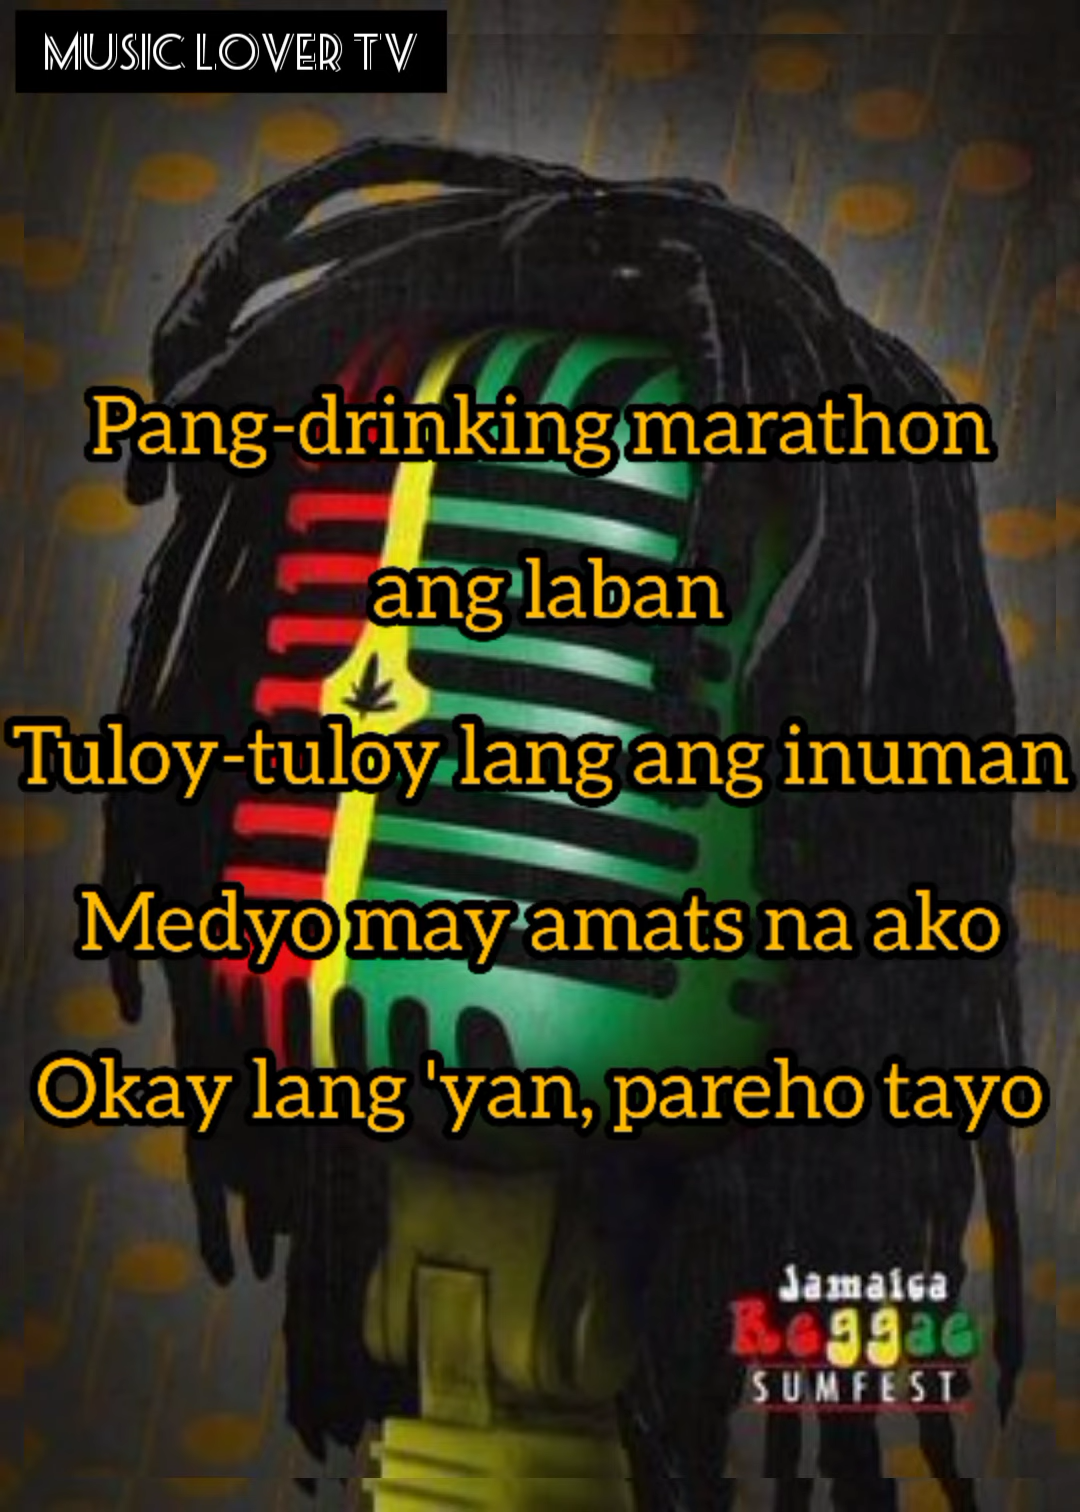 MUSIC LOVER TV
Pang-drinking marathon
ang laban
Tuloy-tuloy lang ang inuman
Medyo may amats na ako
Okay lang 'yan, pareho tayo
Jamaica
Reggae
SUMFEST